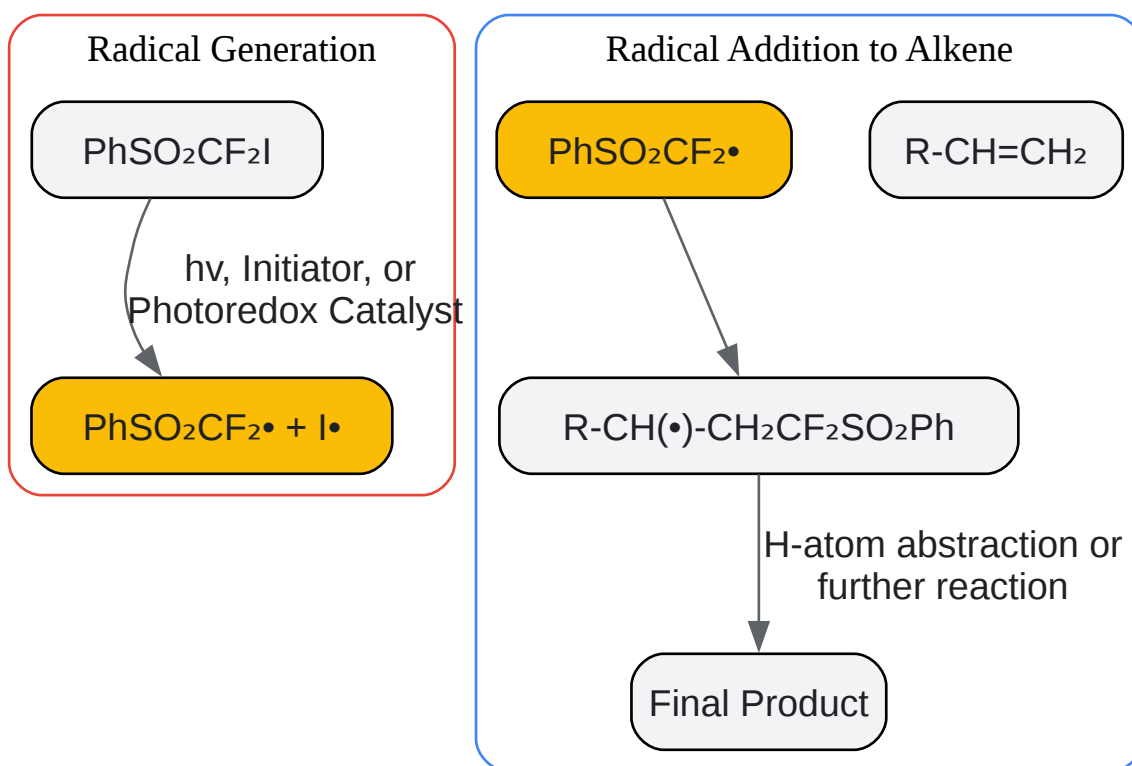 Radical Generation
PhSO₂CF₂I
hv, Initiator, or
Photoredox Catalyst
PhSO₂CF₂• + I•
Radical Addition to Alkene
PhSO₂CF₂•
R-CH=CH₂
R-CH(•)-CH₂CF₂SO₂Ph
H-atom abstraction or
further reaction
Final Product